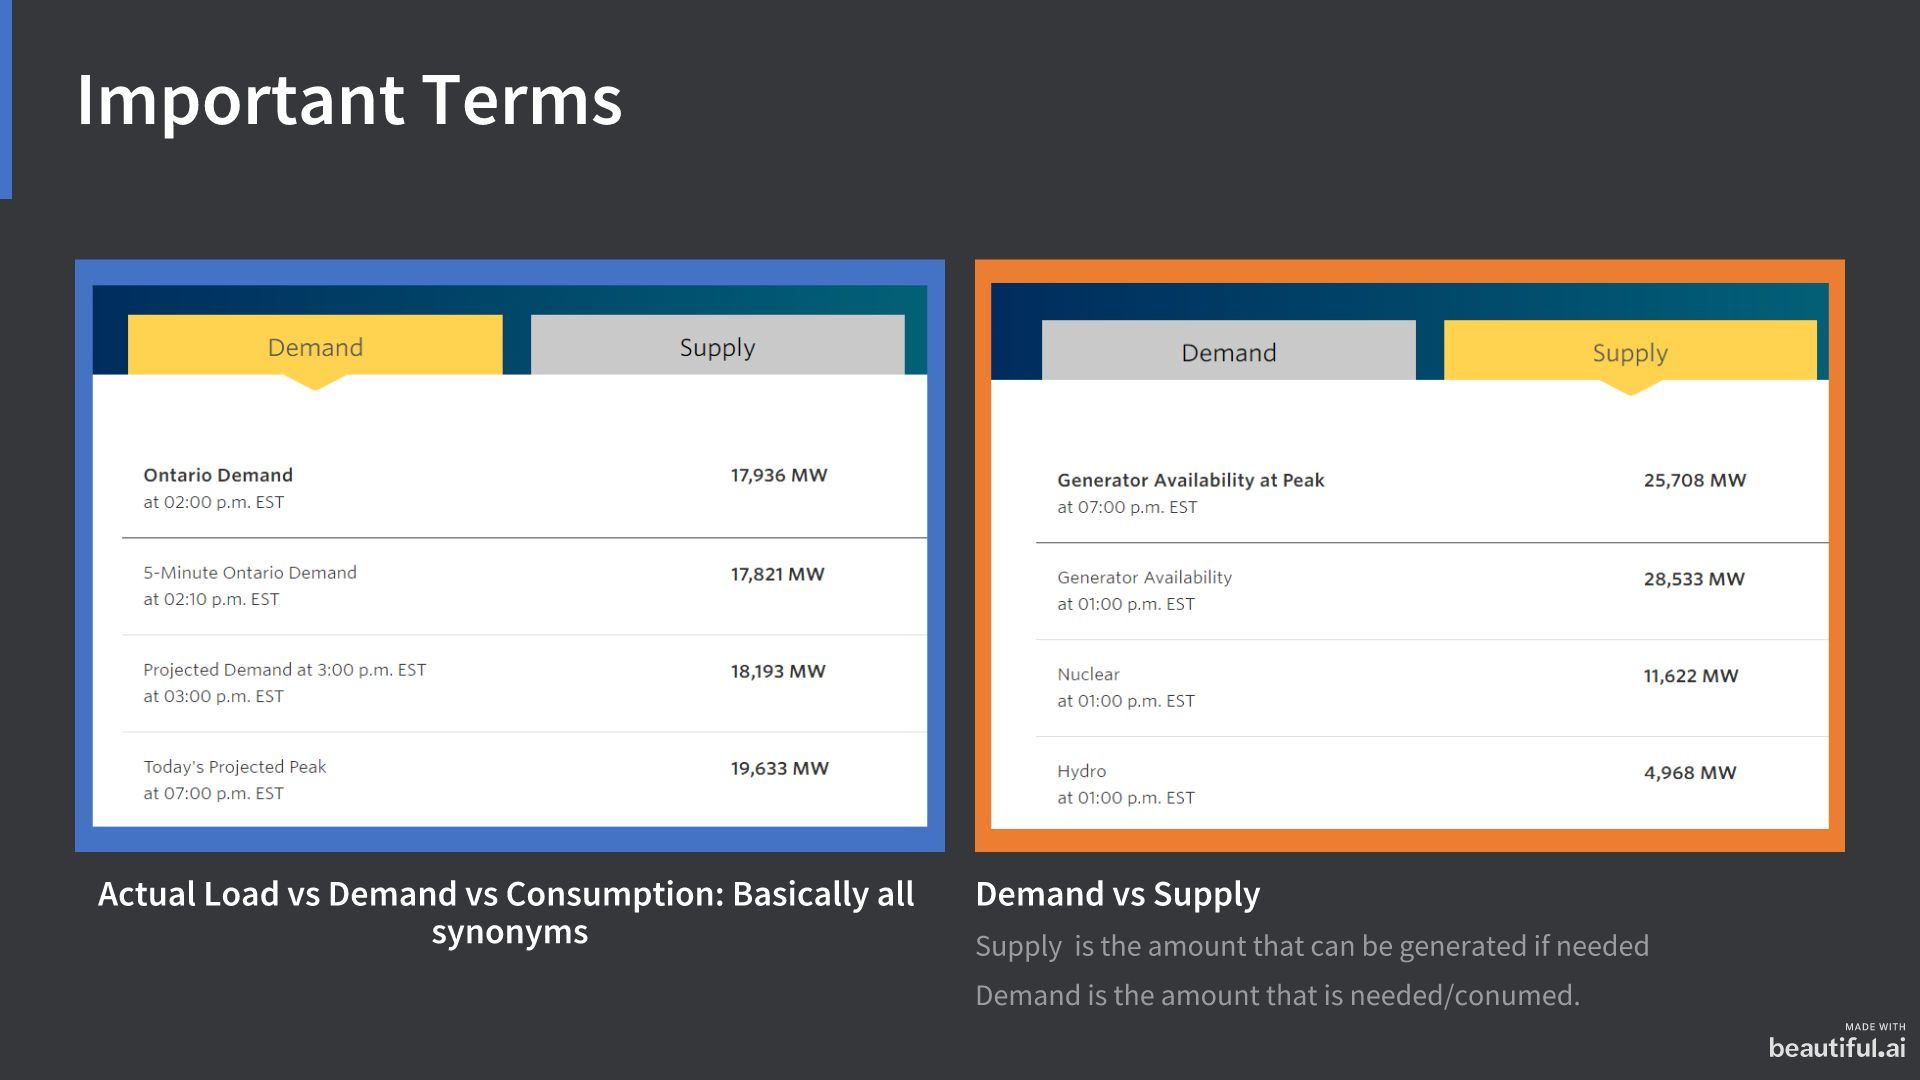 Important Terms
Demand
Supply
Ontario Demand
17,936 MW
at 02:00 p.m. EST
5-Minute Ontario Demand
17,821 MW
at 02:10 p.m. EST
Projected Demand at 3:00 p.m. EST
18,193 MW
at 03:00 p.m. EST
Today's Projected Peak
19,633 MW
at 07:00 p.m. EST
Actual Load vs Demand vs Consumption: Basically all
synonyms
Demand
Supply
Generator Availability at Peak
25,708 MW
at 07:00 p.m. EST
Generator Availability
28,533 MW
at 01:00 p.m. EST
Nuclear
11,622 MW
at 01:00 p.m. EST
Hydro
4,968 MW
at 01:00 p.m. EST
Demand vs Supply
Supply  is the amount that can be generated if needed
Demand is the amount that is needed/conumed.
MADE WITH
beautiful.ai